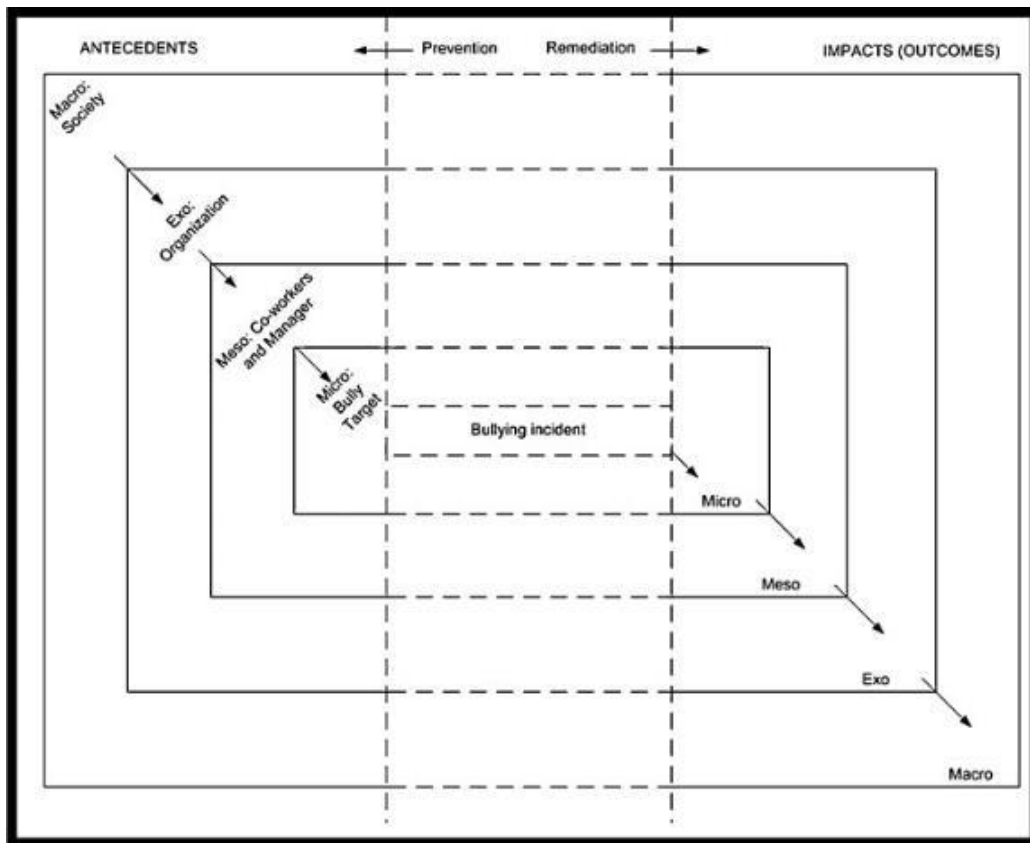 ANTECEDENTS
Prevention
Remediation
IMPACTS (OUTCOMES)
Macro:
Society
Exo:
Organization
Meso: Co-workers
and Manager
Micro:
Bully
Target
Bullying incident
Micro
Meso
Exo
Macro